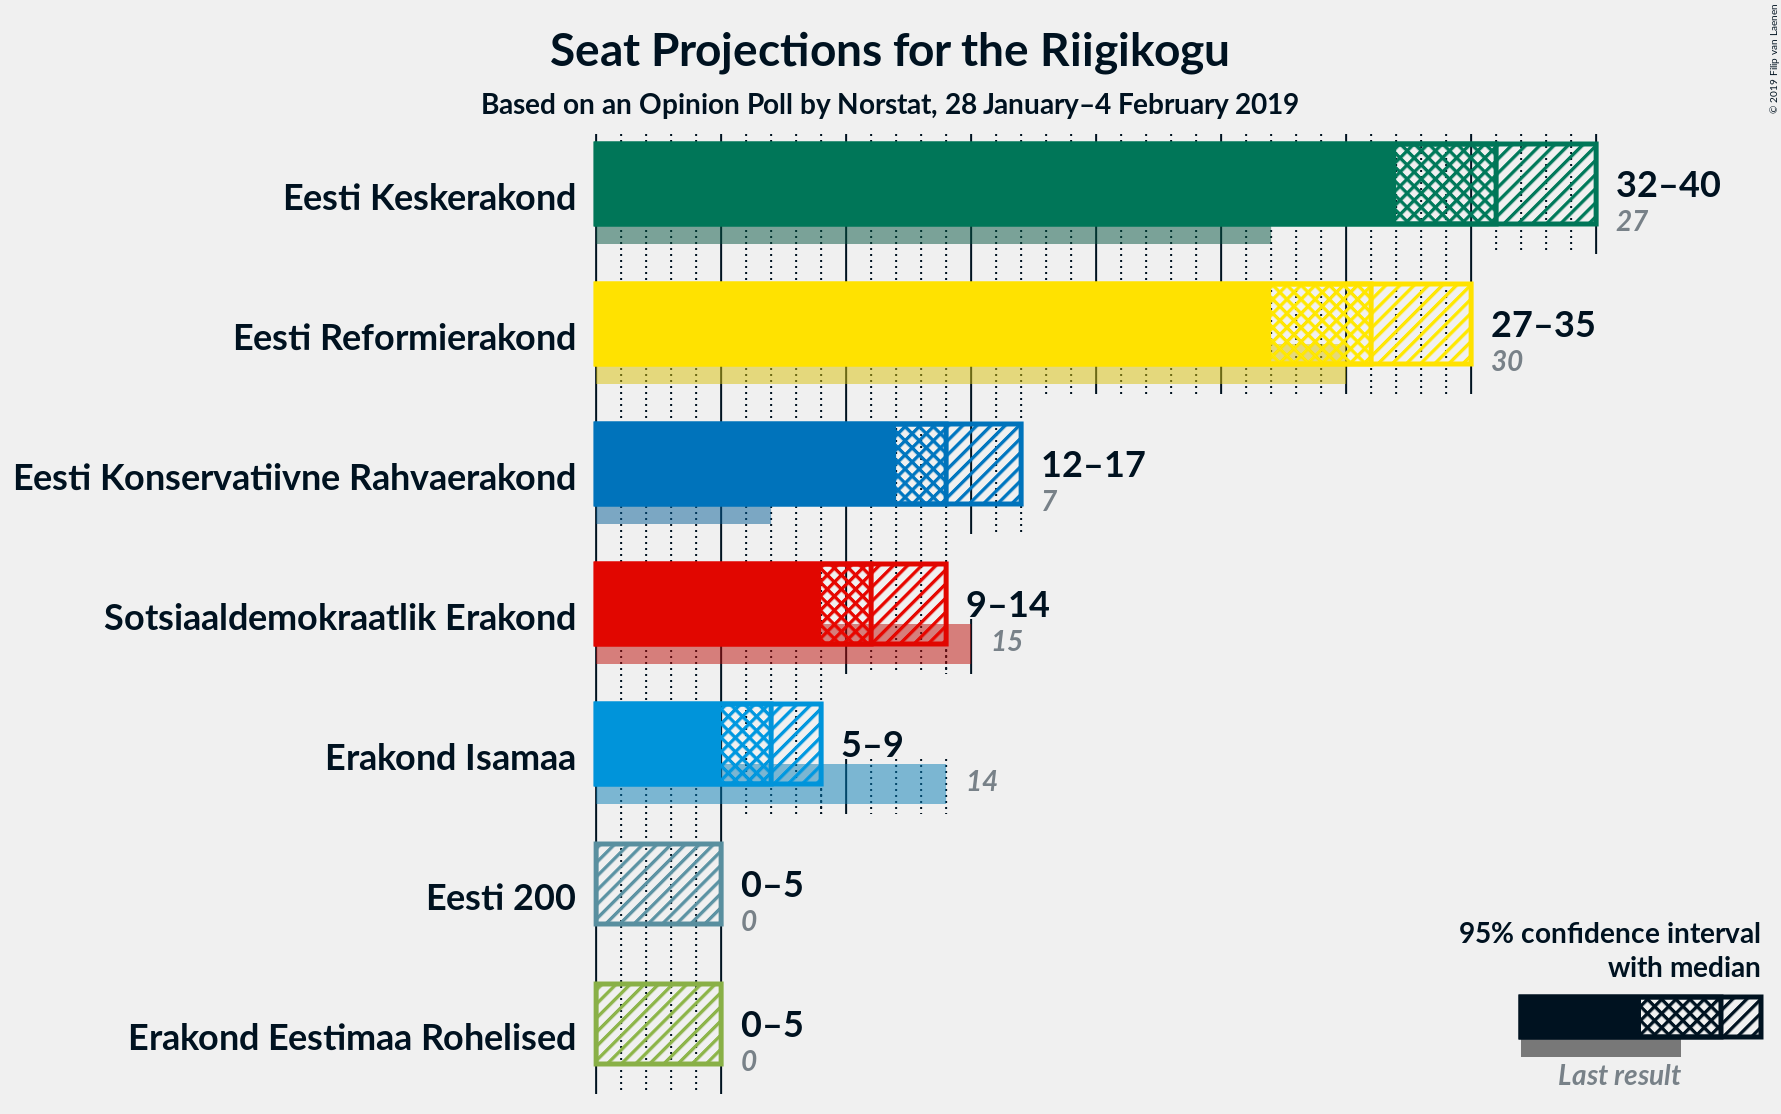 Seat Projections for the Riigikogu
Based on an Opinion Poll by Norstat, 28 January–4 February 2019
© 2019 Filip van Laenen
Eesti Keskerakond
32–40
27
Eesti Reformierakond
27–35
30
Eesti Konservatiivne Rahvaerakond
12–17
7
Sotsiaaldemokraatlik Erakond
9–14
15
Erakond Isamaa
5–9
14
Eesti 200
0–5
0
Erakond Eestimaa Rohelised
0–5
0
95% confidence interval
with median
Last result